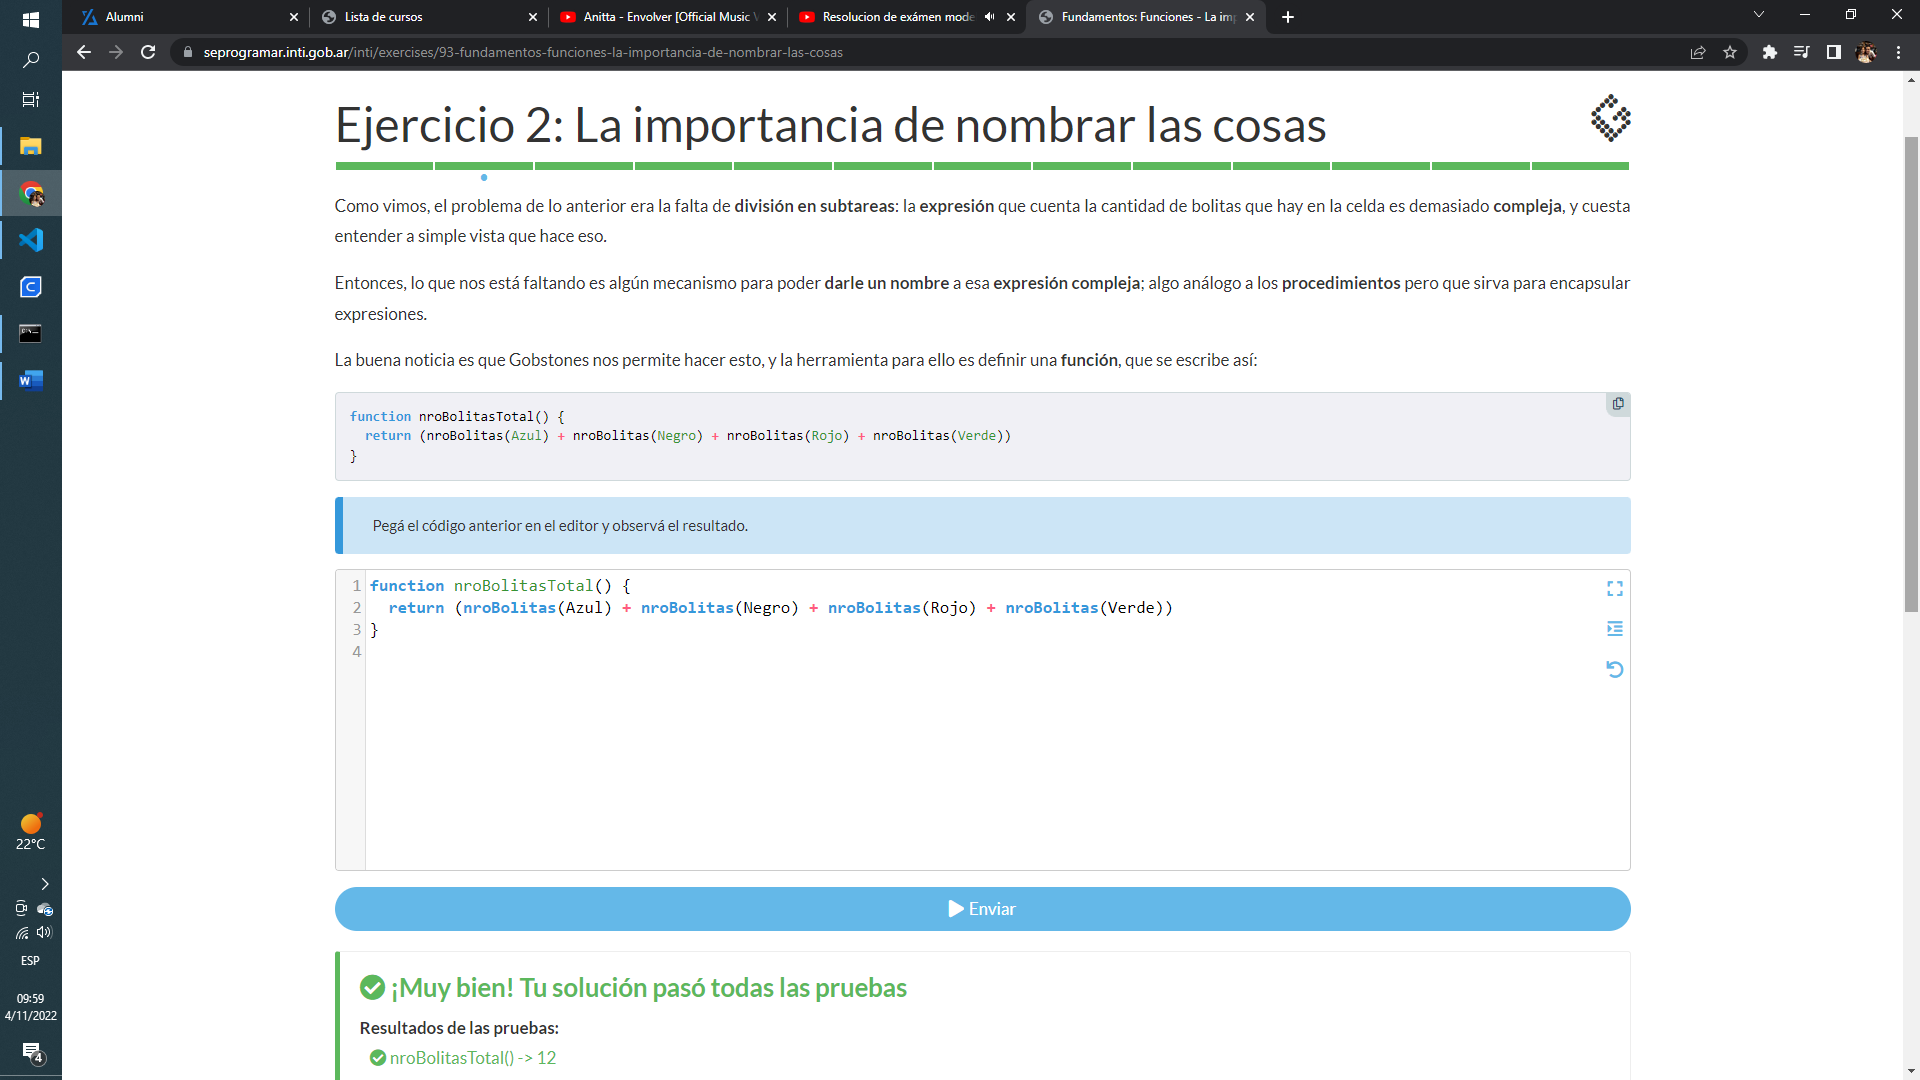 Alumni
Lista de cursos
Anitta - Envolver [Official Music V
Resolucion de exámen mode
Fundamentos: Funciones - La im
seprogramar.inti.gob.ar/inti/exercises/93-fundamentos-funciones-la-importancia-de-nombrar-las-cosas
Ejercicio 2: La importancia de nombrar las cosas
Como vimos, el problema de lo anterior era la falta de división en subtareas: la expresión que cuenta la cantidad de bolitas que hay en la celda es demasiado compleja, y cuesta
entender a simple vista que hace eso.
Entonces, lo que nos está faltando es algún mecanismo para poder darle un nombre a esa expresión compleja; algo análogo a los procedimientos pero que sirva para encapsular
expresiones.
La buena noticia es que Gobstones nos permite hacer esto, y la herramienta para ello es definir una función, que se escribe así:
function nroBolitasTotal() {
return (nroBolitas(Azul) + nroBolitas(Negro) + nroBolitas(Rojo) + nroBolitas(Verde))
}
Pegá el código anterior en el editor y observá el resultado.
1 function nroBolitasTotal() {
2 return (nroBolitas(Azul) + nroBolitas(Negro) + nroBolitas(Rojo) + nroBolitas(Verde))
3 }
4
Enviar
¡Muy bien! Tu solución pasó todas las pruebas
Resultados de las pruebas:
nroBolitasTotal() -> 12
22°C
ESP
09:59
4/11/2022
4